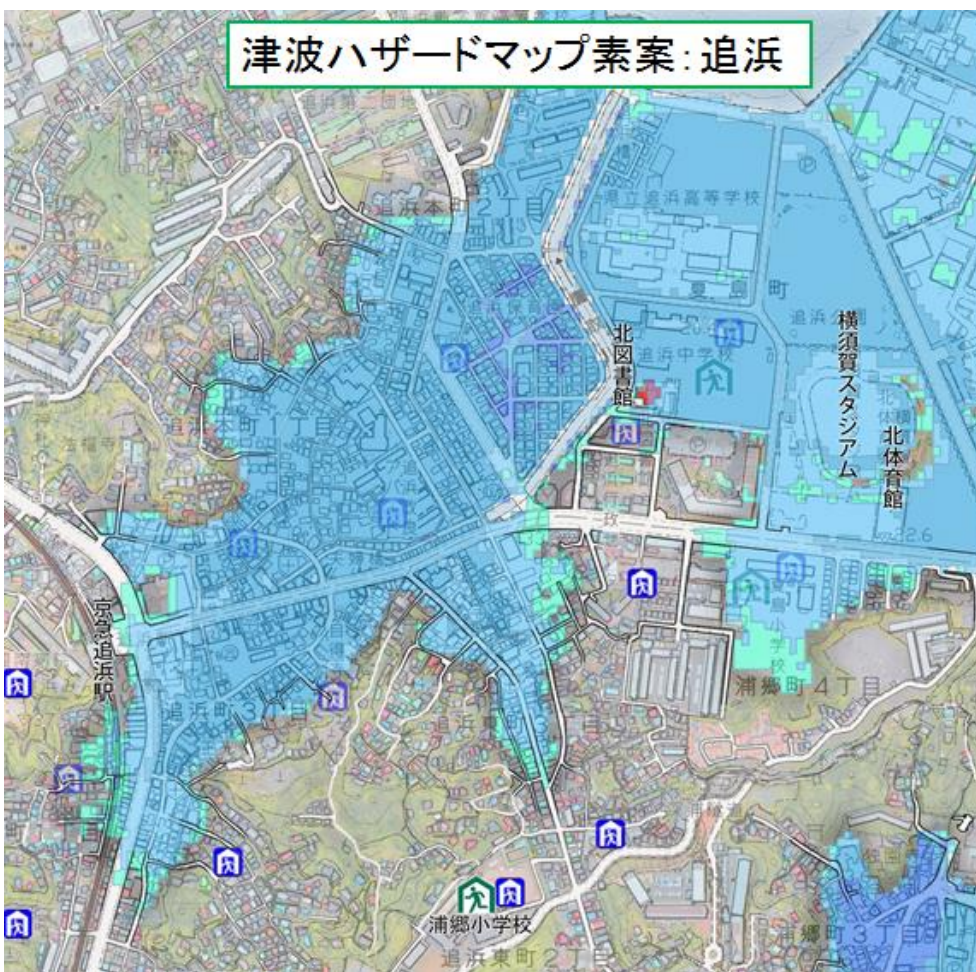 津波ハザードマップ素案:追浜
追浜本町2丁目
県立追浜高等学校
夏島町
北図書館
追浜中学校
横須賀スタジアム
北体育館
追浜本町1丁目
京急追浜駅
追浜町3丁目
浦郷町4丁目
浦郷小学校
追浜東町2丁目
浦郷町3丁目